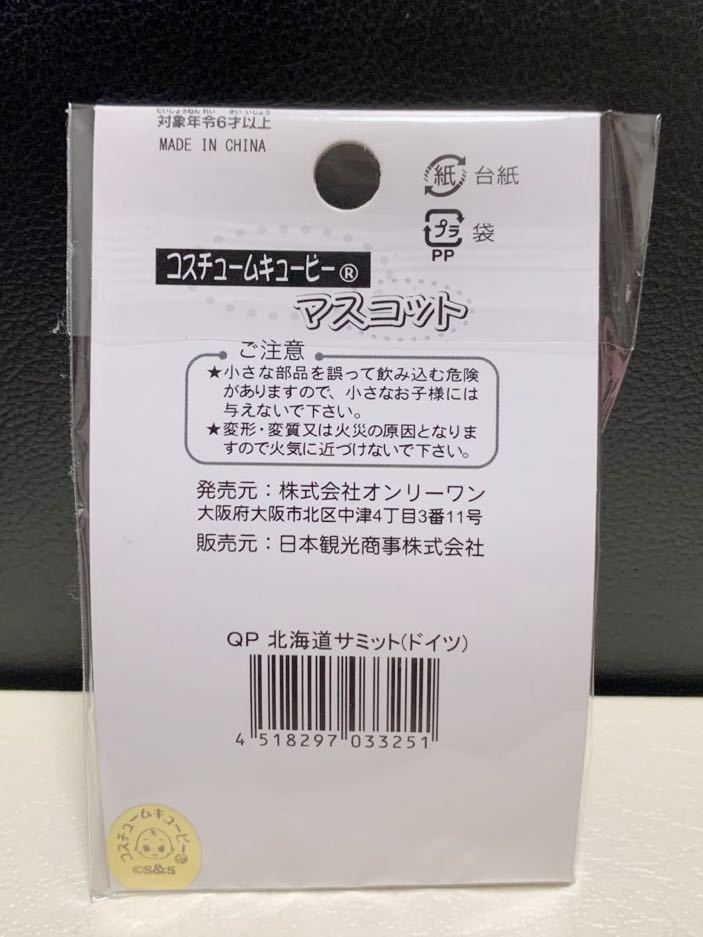 たいしょうねんれい さいいじょう
対象年令6才以上
MADE IN CHINA
紙 台紙
プラ 袋
PP
コスチュームキューピー®
マスコット
ご注意
★小さな部品を誤って飲み込む危険
がありますので、小さなお子様には
与えないで下さい。
★変形・変質又は火災の原因となりま
すので火気に近づけないで下さい。
発売元：株式会社オンリーワン
大阪府大阪市北区中津4丁目3番11号
販売元：日本観光商事株式会社
QP 北海道サミット(ドイツ)
4 518297 033251
コスチュームキューピー®
©S&S